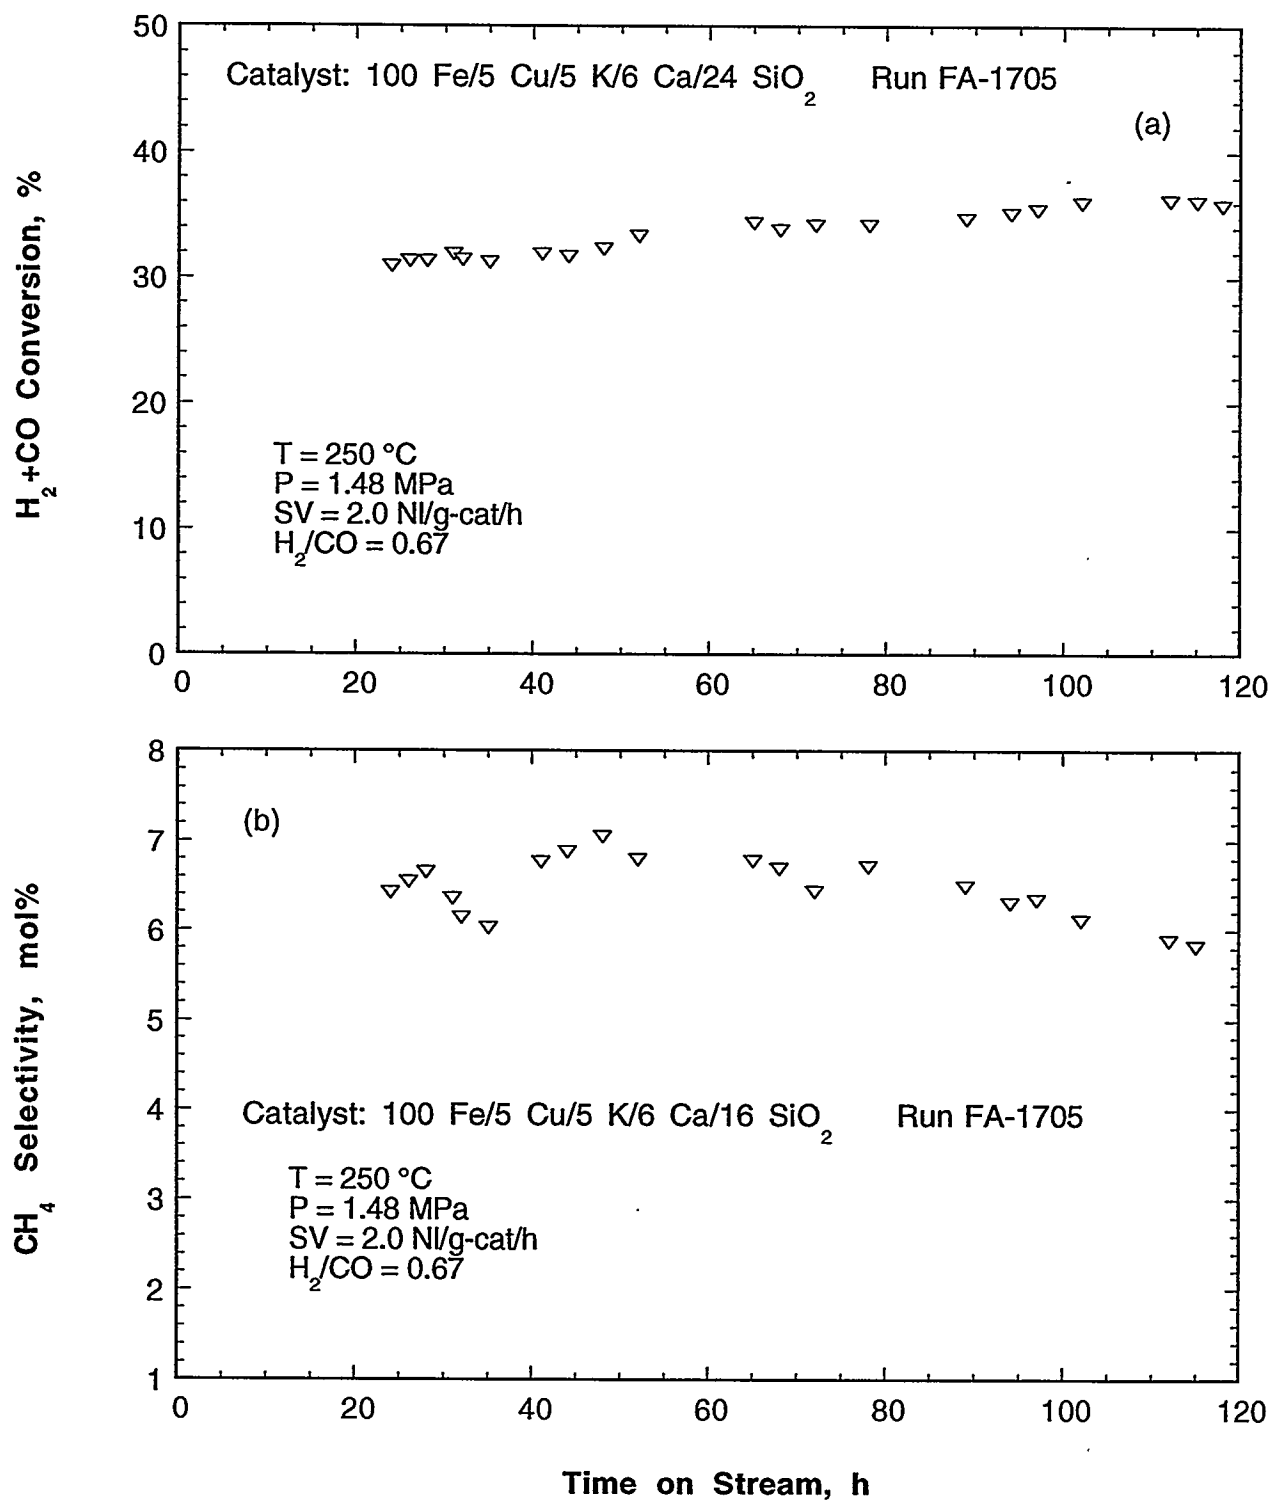 50
Catalyst: 100 Fe/5 Cu/5 K/6 Ca/24 SiO2 Run FA-1705
(a)
40
30
20
10
0
H2+CO Conversion, %
T = 250 °C
P = 1.48 MPa
SV = 2.0 Nl/g-cat/h
H2/CO = 0.67
0 20 40 60 80 100 120
8
(b)
7
6
5
4
3
2
1
CH4 Selectivity, mol%
Catalyst: 100 Fe/5 Cu/5 K/6 Ca/16 SiO2 Run FA-1705
T = 250 °C
P = 1.48 MPa
SV = 2.0 Nl/g-cat/h
H2/CO = 0.67
0 20 40 60 80 100 120
Time on Stream, h